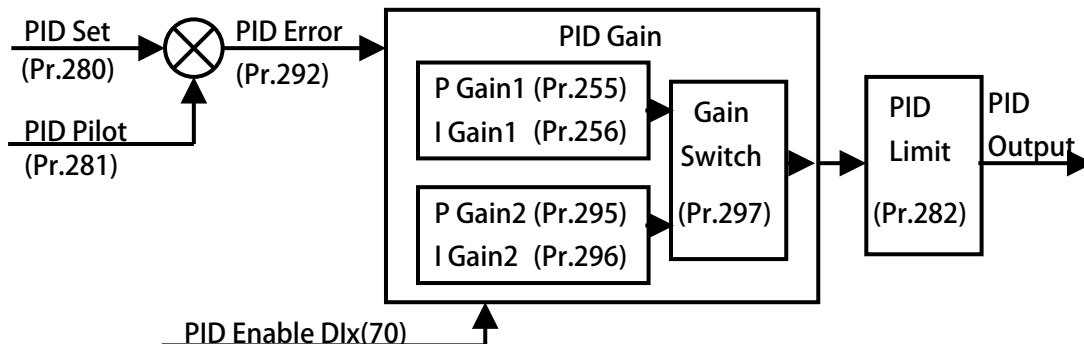 PID Set
(Pr.280)
PID Error
(Pr.292)
PID Pilot
(Pr.281)
PID Gain
P Gain1 (Pr.255)
I Gain1 (Pr.256)
P Gain2 (Pr.295)
I Gain2 (Pr.296)
Gain
Switch
(Pr.297)
PID
Limit
(Pr.282)
PID
Output
PID Enable DIx(70)